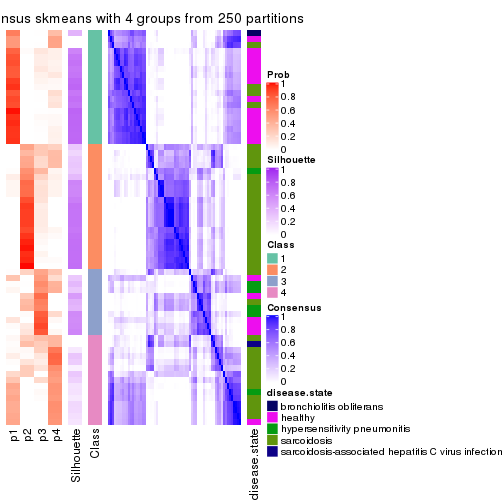 nsus skmeans with 4 groups from 250 partitions
Prob
1
0.8
0.6
0.4
0.2
0
Silhouette
1
0.8
0.6
0.4
0.2
0
Class
1
2
3
4
Consensus
1
0.8
0.6
0.4
0.2
0
disease.state
bronchiolitis obliterans
healthy
hypersensitivity pneumonitis
sarcoidosis
sarcoidosis-associated hepatitis C virus infection
p1
p2
p3
p4
Silhouette
Class
disease.state